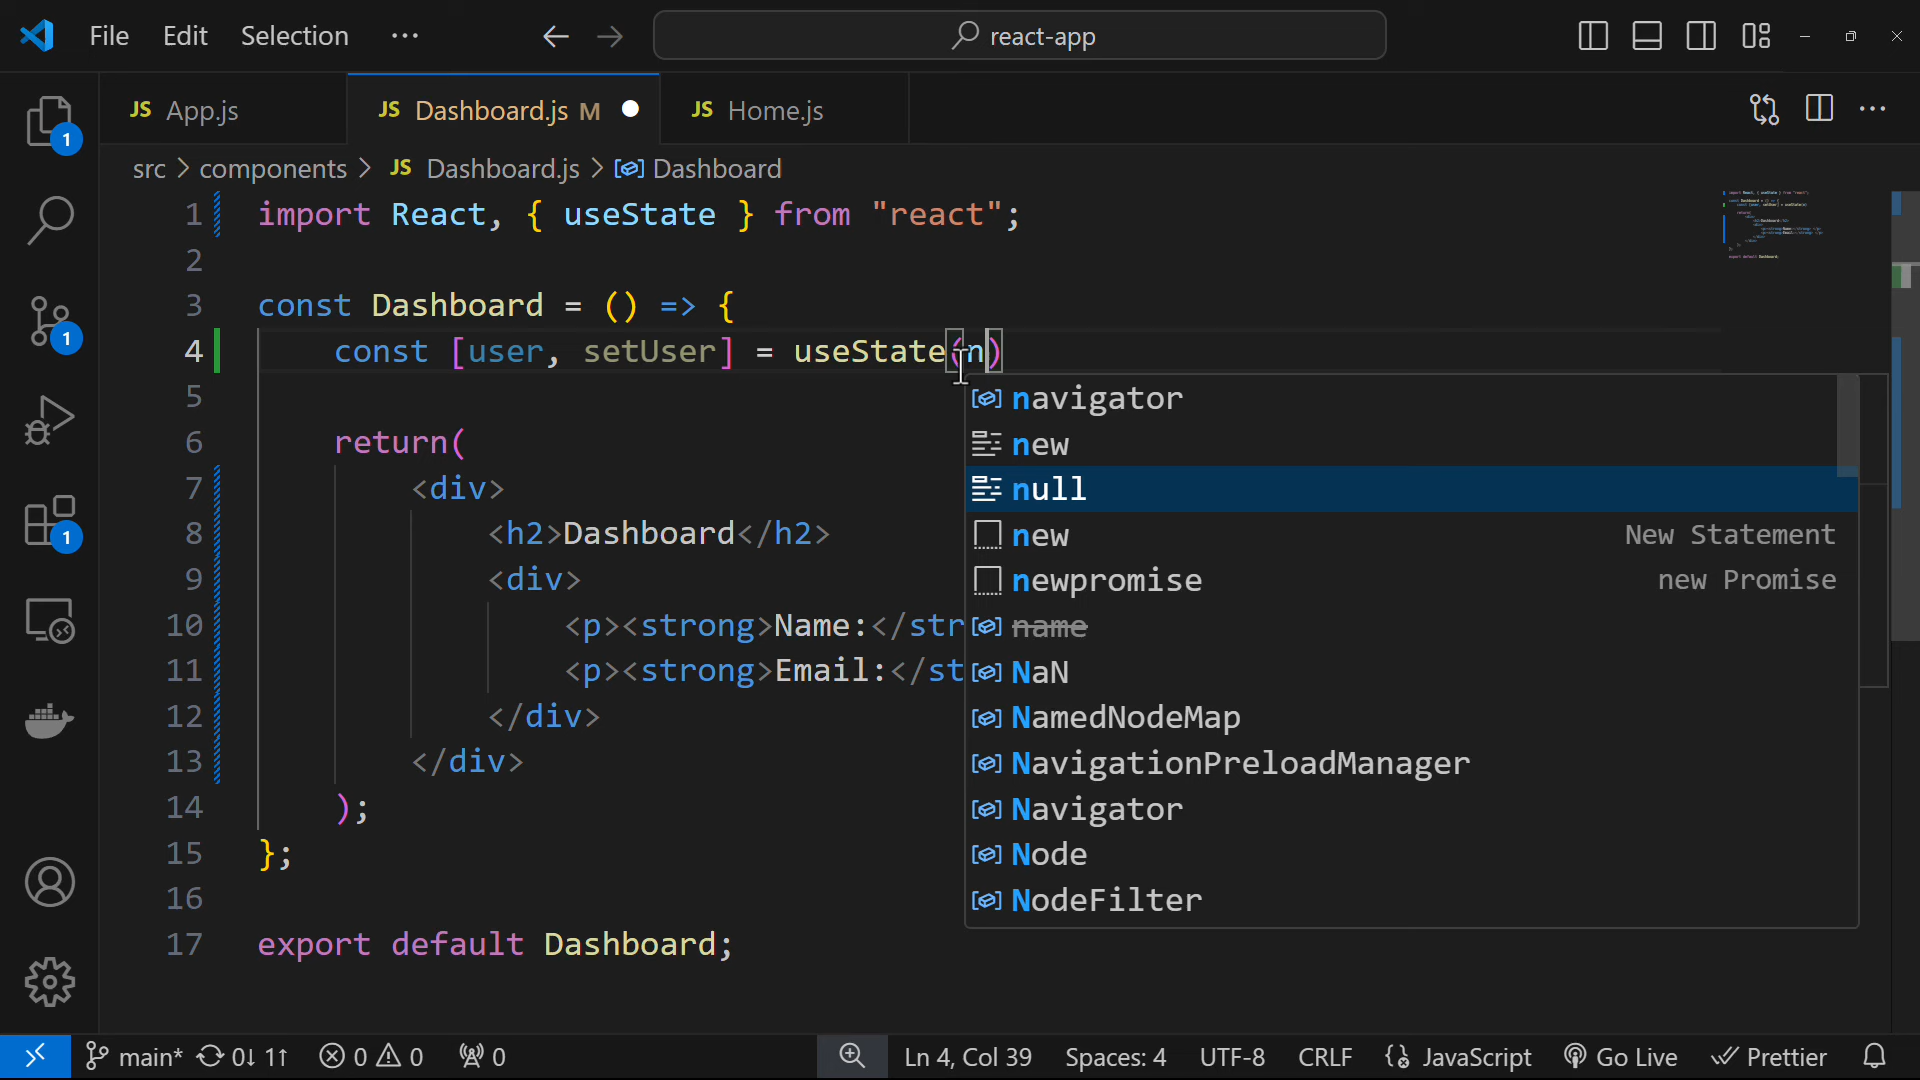 File Edit Selection ··· react-app
JS App.js JS Dashboard.js M JS Home.js
src > components > JS Dashboard.js > Dashboard
1 import React, { useState } from "react";
2
3 const Dashboard = () => {
4 const [user, setUser] = useState(n)
5
6 return(
7 <div>
8 <h2>Dashboard</h2>
9 <div>
10 <p><strong>Name:</str
11 <p><strong>Email:</st
12 </div>
13 </div>
14 );
15 };
16
17 export default Dashboard;
navigator
new
null
new New Statement
newpromise new Promise
name
NaN
NamedNodeMap
NavigationPreloadManager
Navigator
Node
NodeFilter
1
1
1
main* 0↓ 1↑ 0 0 0 Ln 4, Col 39 Spaces: 4 UTF-8 CRLF JavaScript Go Live Prettier